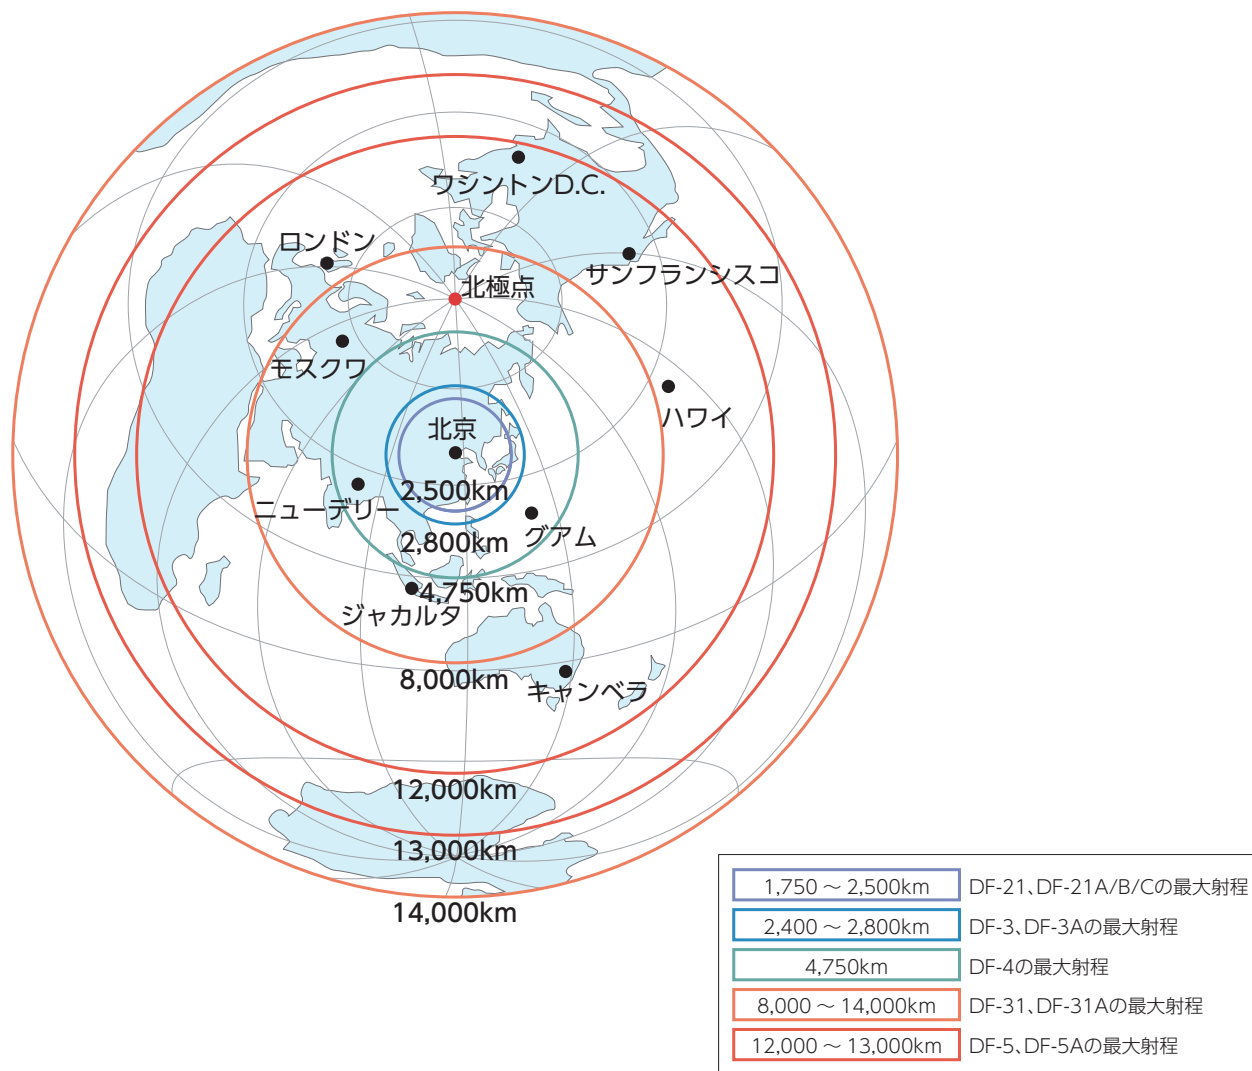 ワシントンD.C.
ロンドン
サンフランシスコ
北極点
モスクワ
ハワイ
北京
2,500km
ニューデリー
グアム
2,800km
4,750km
ジャカルタ
8,000km
キャンベラ
12,000km
13,000km
14,000km
1,750 ～ 2,500km DF-21、DF-21A/B/Cの最大射程
2,400 ～ 2,800km DF-3、DF-3Aの最大射程
4,750km DF-4の最大射程
8,000 ～ 14,000km DF-31、DF-31Aの最大射程
12,000 ～ 13,000km DF-5、DF-5Aの最大射程